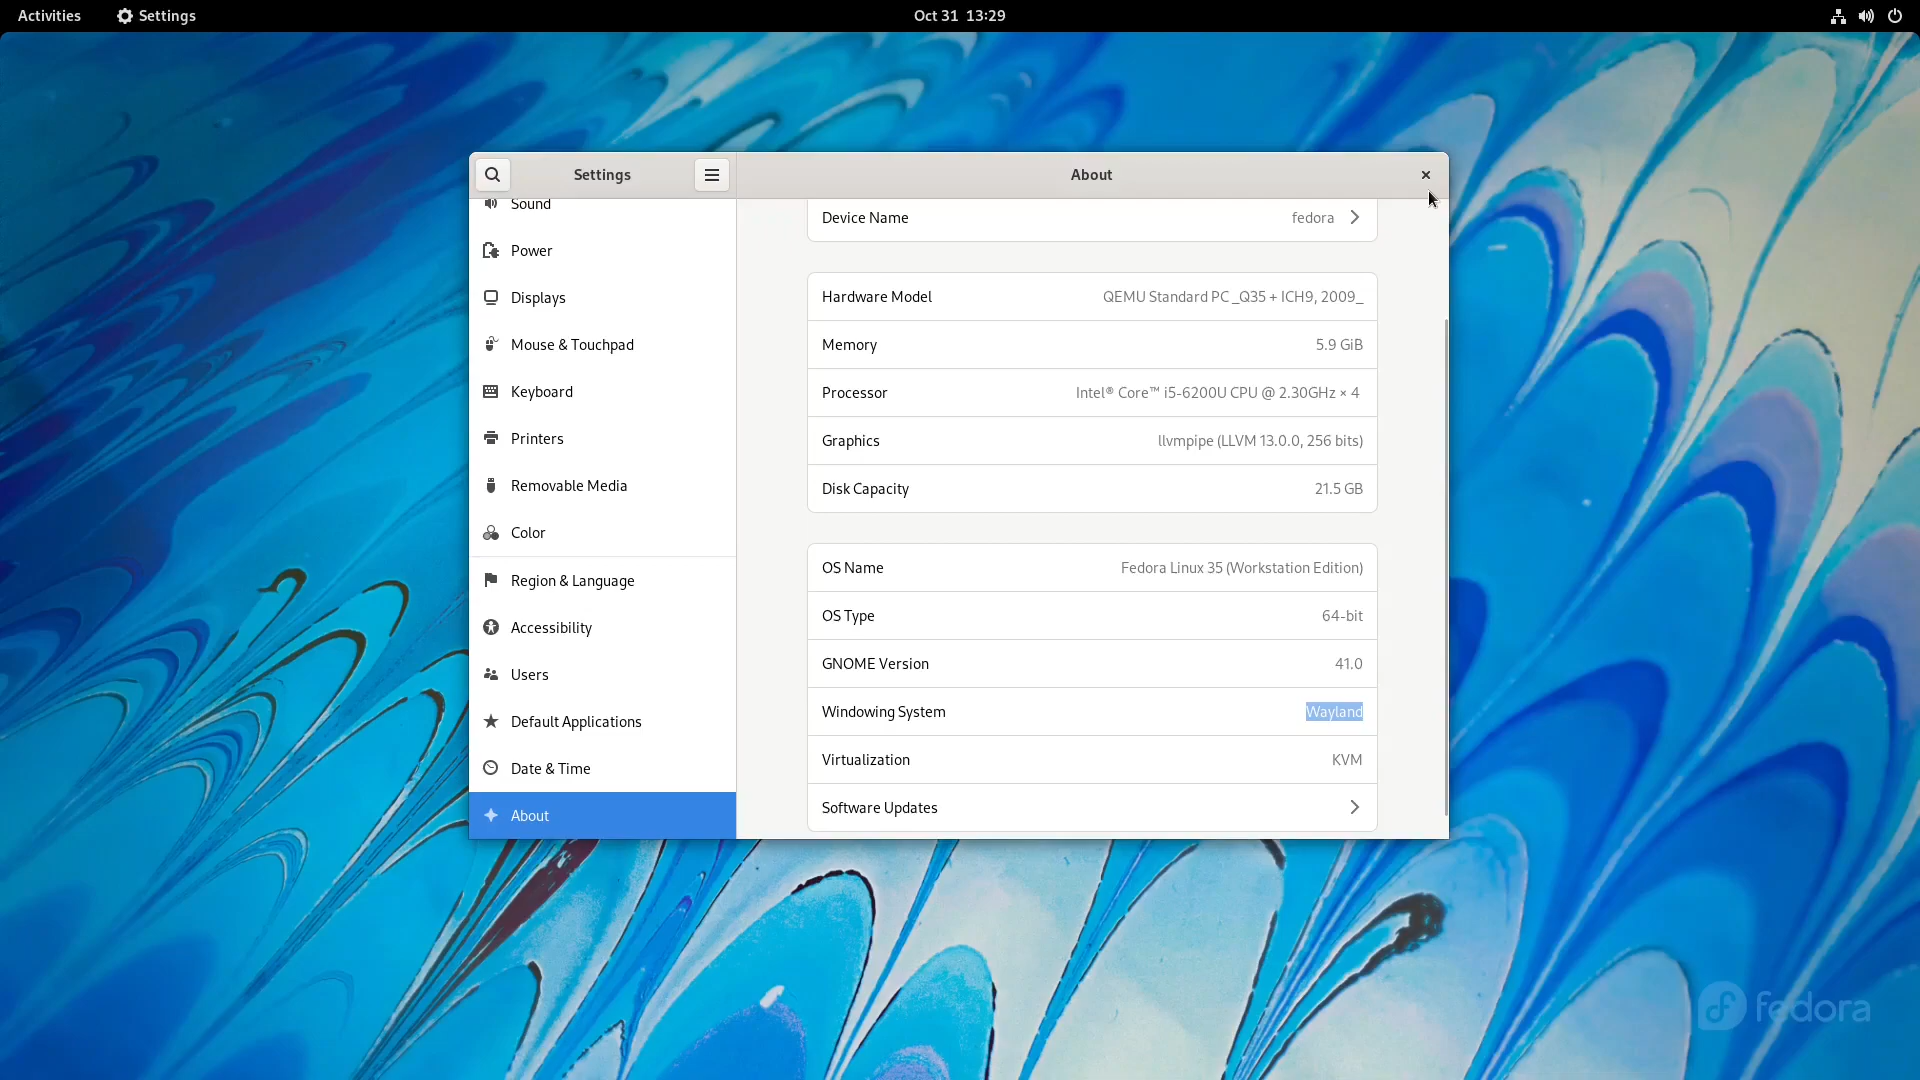 Activities Settings Oct 31 13:29
Settings About
Sound
Power
Displays
Mouse & Touchpad
Keyboard
Printers
Removable Media
Color
Region & Language
Accessibility
Users
Default Applications
Date & Time
About
Device Name fedora
Hardware Model QEMU Standard PC _Q35 + ICH9, 2009_
Memory 5.9 GiB
Processor Intel® Core™ i5-6200U CPU @ 2.30GHz × 4
Graphics llvmpipe (LLVM 13.0.0, 256 bits)
Disk Capacity 21.5 GB
OS Name Fedora Linux 35 (Workstation Edition)
OS Type 64-bit
GNOME Version 41.0
Windowing System Wayland
Virtualization KVM
Software Updates
fedora